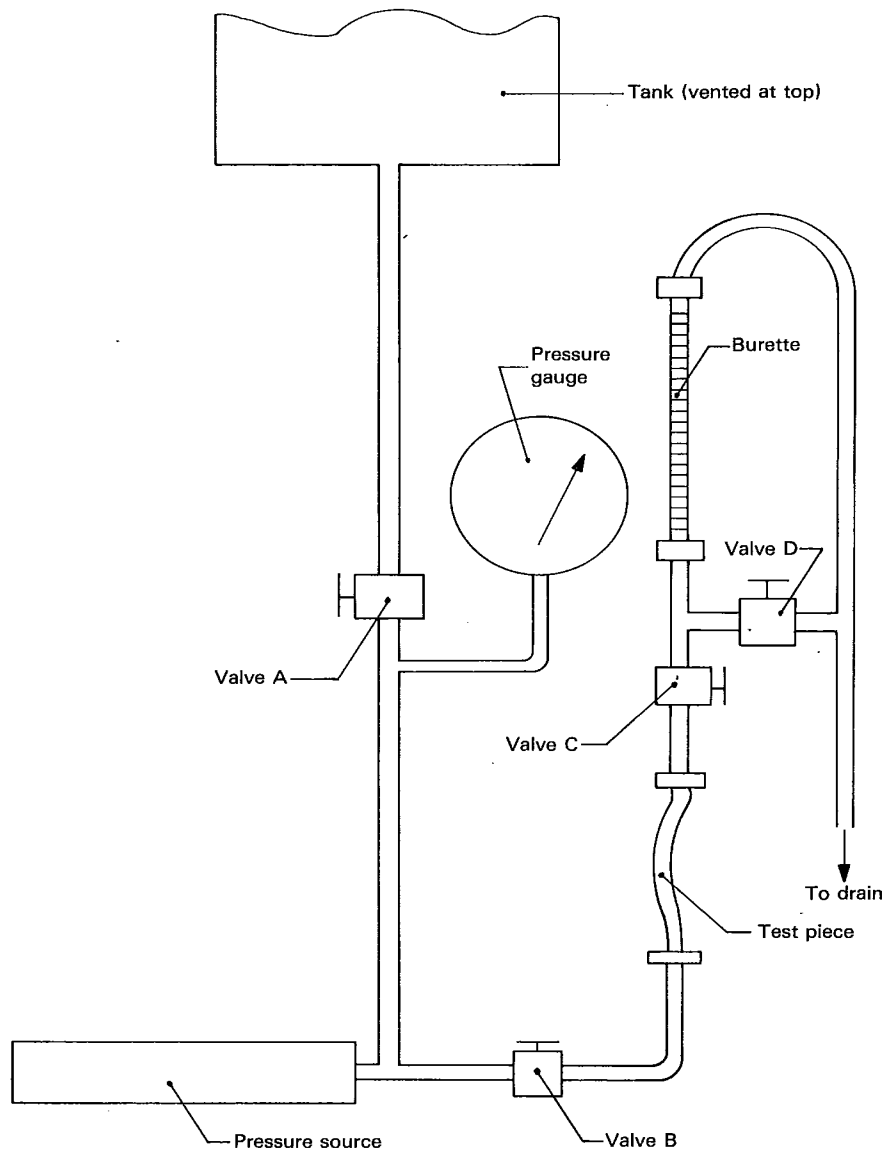 Tank (vented at top)
Pressure
gauge
Burette
Valve D
Valve A
Valve C
To drain
Test piece
Pressure source
Valve B